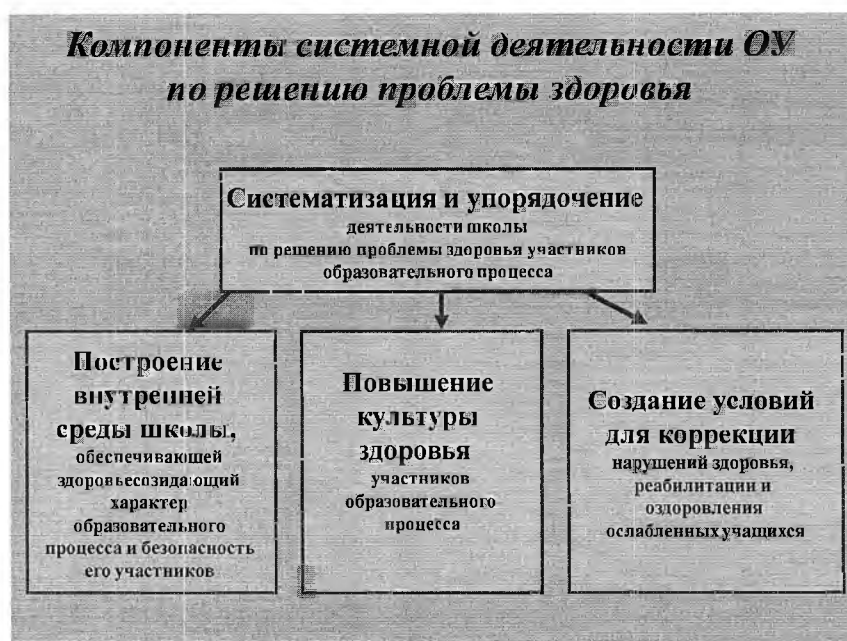 Компоненты системной деятельности ОУ
по решению проблемы здоровья
Систематизация и упорядочение
деятельности школы
по решению проблемы здоровья участников
образовательного процесса
Построение
внутренней
среды школы,
обеспечивающей
здоровьесозидающий
характер
образовательного
процесса и безопасность
его участников
Повышение
культуры
здоровья
участников
образовательного
процесса
Создание условий
для коррекции
нарушений здоровья,
реабилитации и
оздоровления
ослабленных учащихся